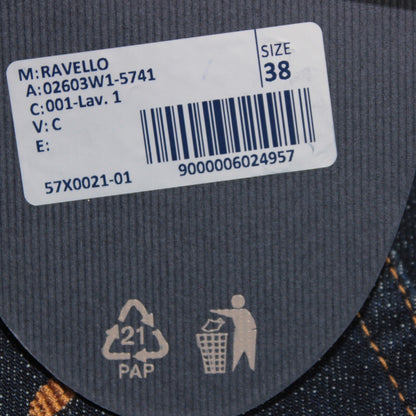 M:RAVELLO
A:02603W1-5741
C:001-Lav. 1
V:C
E:
SIZE
38
9000006024957
57X0021-01
21
PAP